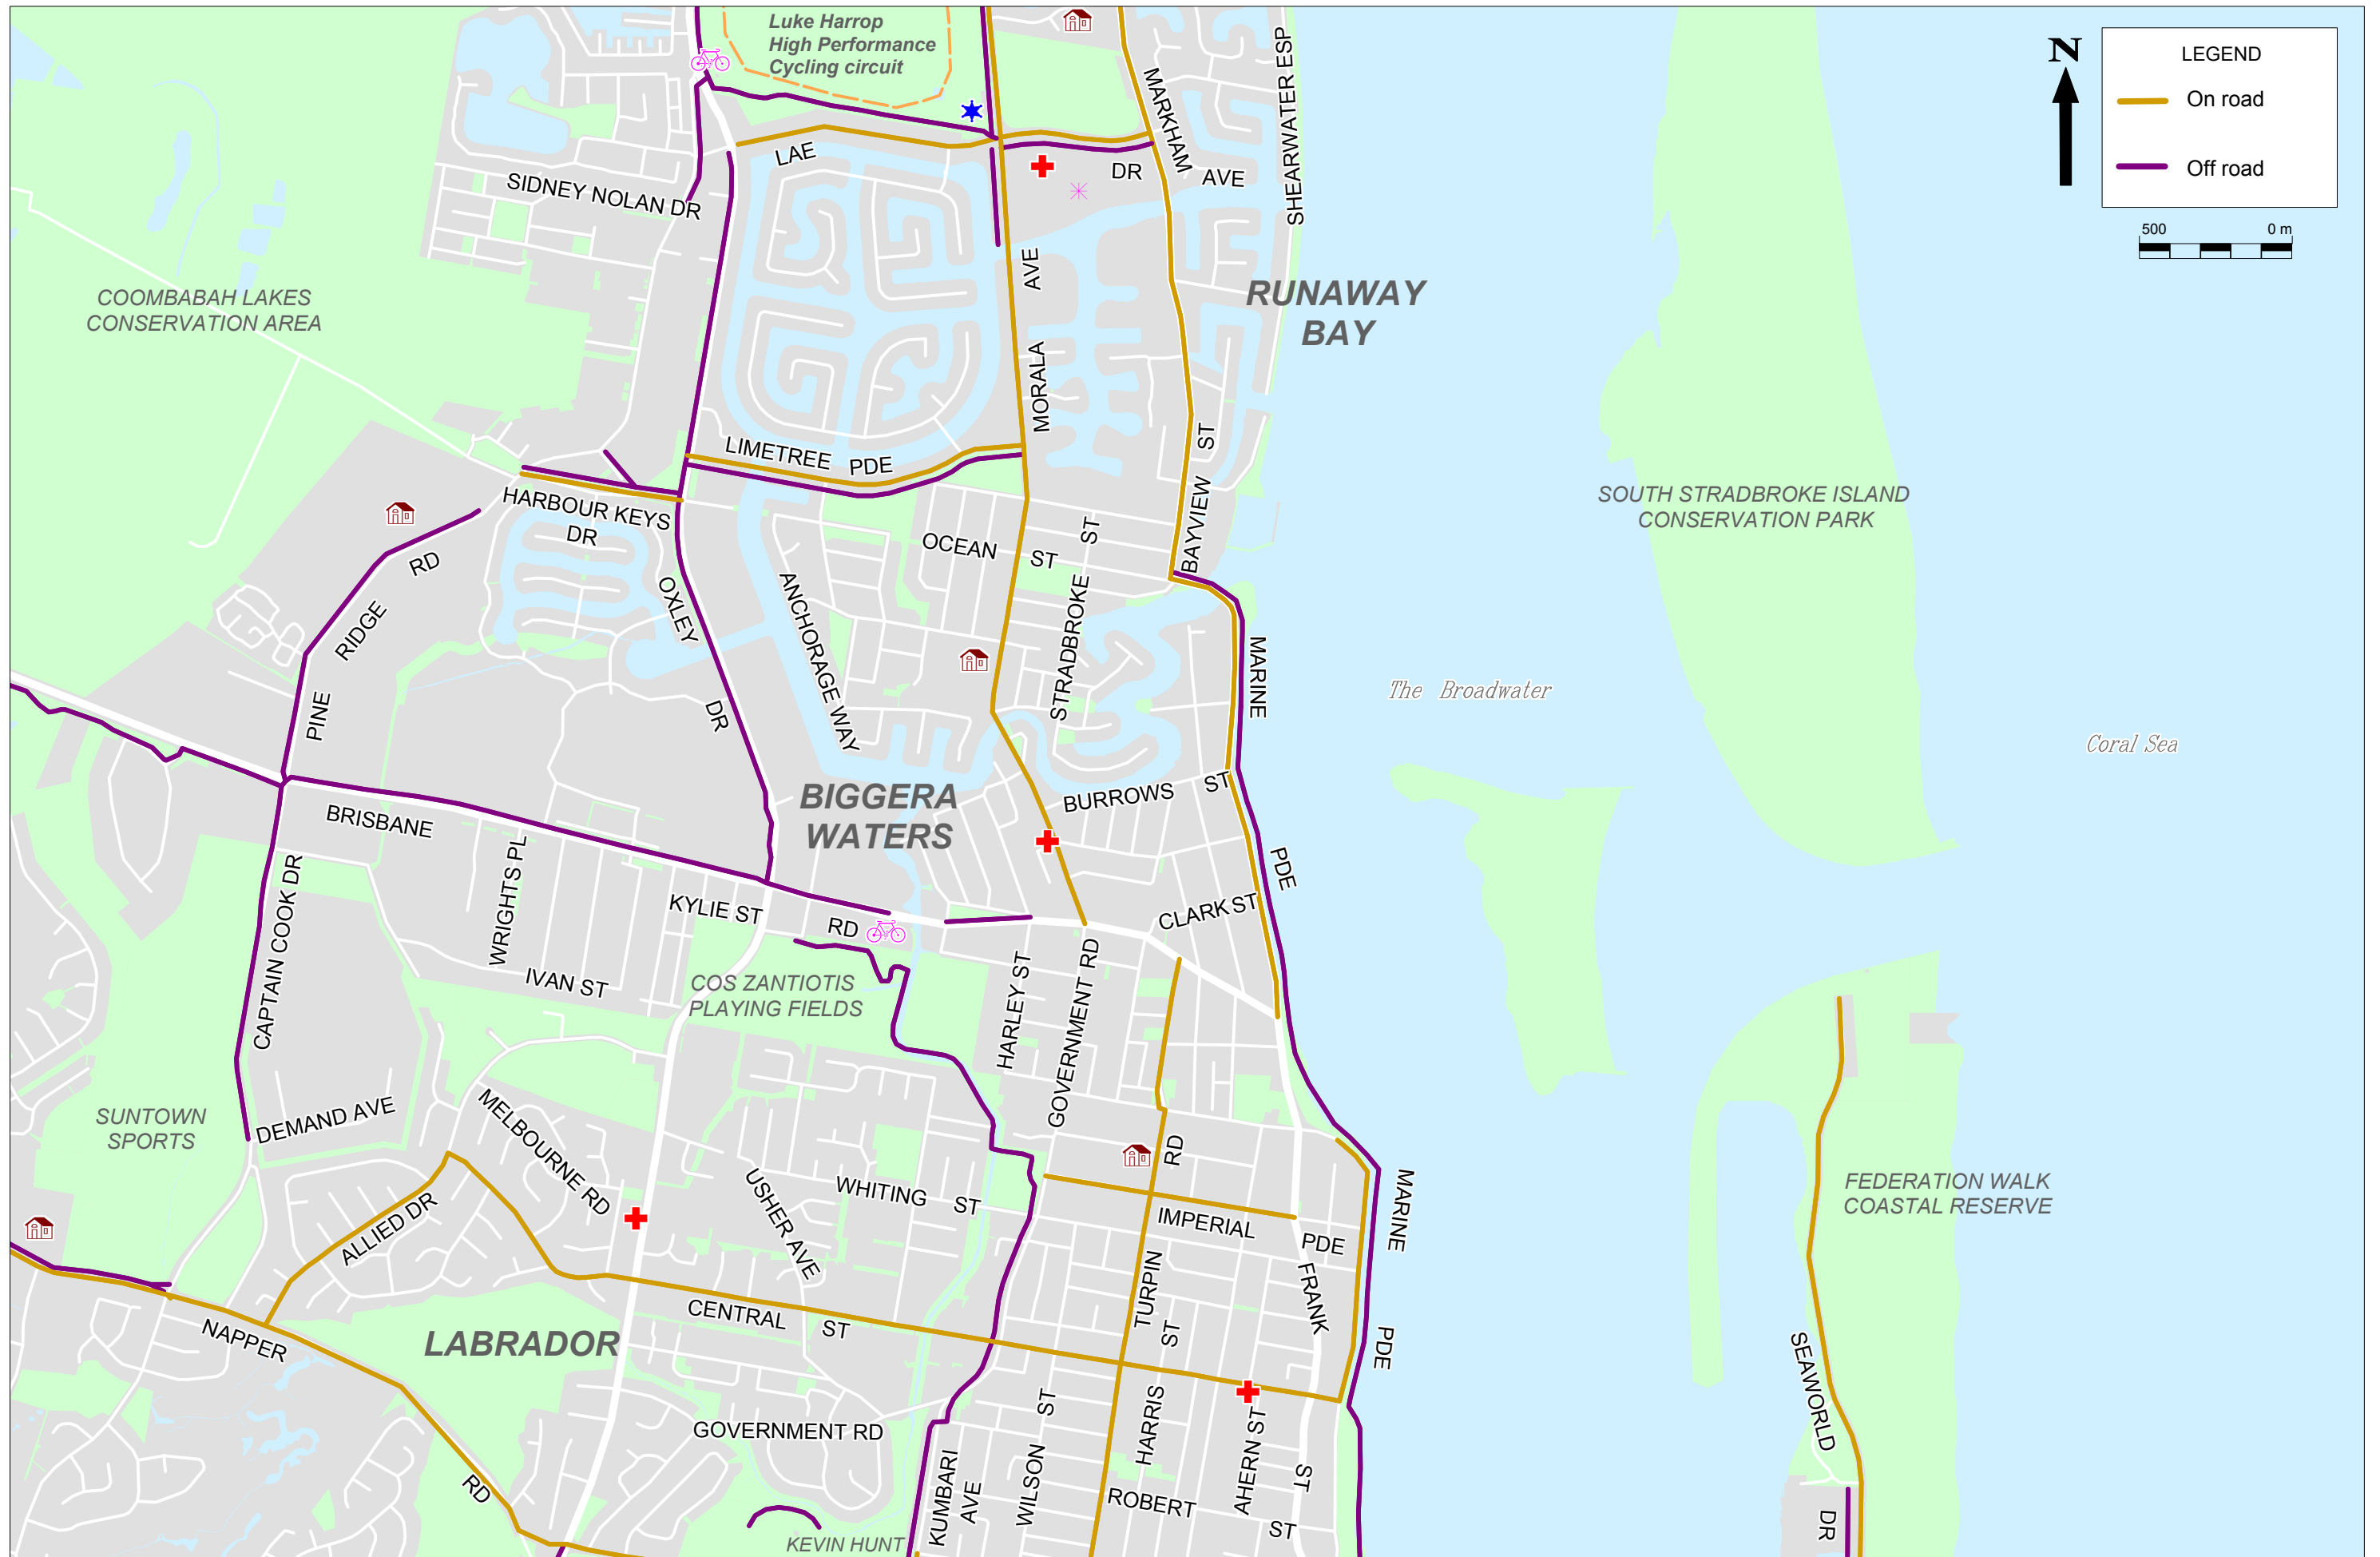 Luke Harrop
High Performance
Cycling circuit
SHEARWATER ESP
MARKHAM
AVE
N
LEGEND
On road
Off road
500
0 m
LAE
DR
SIDNEY NOLAN DR
COOMBABAH LAKES
CONSERVATION AREA
AVE
MORALA
RUNAWAY
BAY
LIMETREE
PDE
BAYVIEW
ST
HARBOUR KEYS
DR
OCEAN
ST
STRADBROKE
ST
SOUTH STRADBROKE ISLAND
CONSERVATION PARK
PINE
RIDGE
RD
OXLEY
DR
ANCHORAGE WAY
MARINE
PDE
The Broadwater
Coral Sea
BIGGERA
WATERS
BURROWS
ST
BRISBANE
RD
WRIGHTS PL
KYLIE ST
CLARK ST
CAPTAIN COOK DR
IVAN ST
COS ZANTIOTIS
PLAYING FIELDS
HARLEY ST
GOVERNMENT RD
SUNTOWN
SPORTS
DEMAND AVE
MELBOURNE RD
ALLIED DR
USHER AVE
WHITING
ST
IMPERIAL
PDE
TURPIN
RD
FRANK
ST
MARINE
PDE
FEDERATION WALK
COASTAL RESERVE
SEAWORLD
DR
NAPPER
RD
LABRADOR
CENTRAL
ST
GOVERNMENT RD
KUMBARI
AVE
WILSON
ST
HARRIS
ST
AHERN ST
ROBERT
ST
KEVIN HUNT